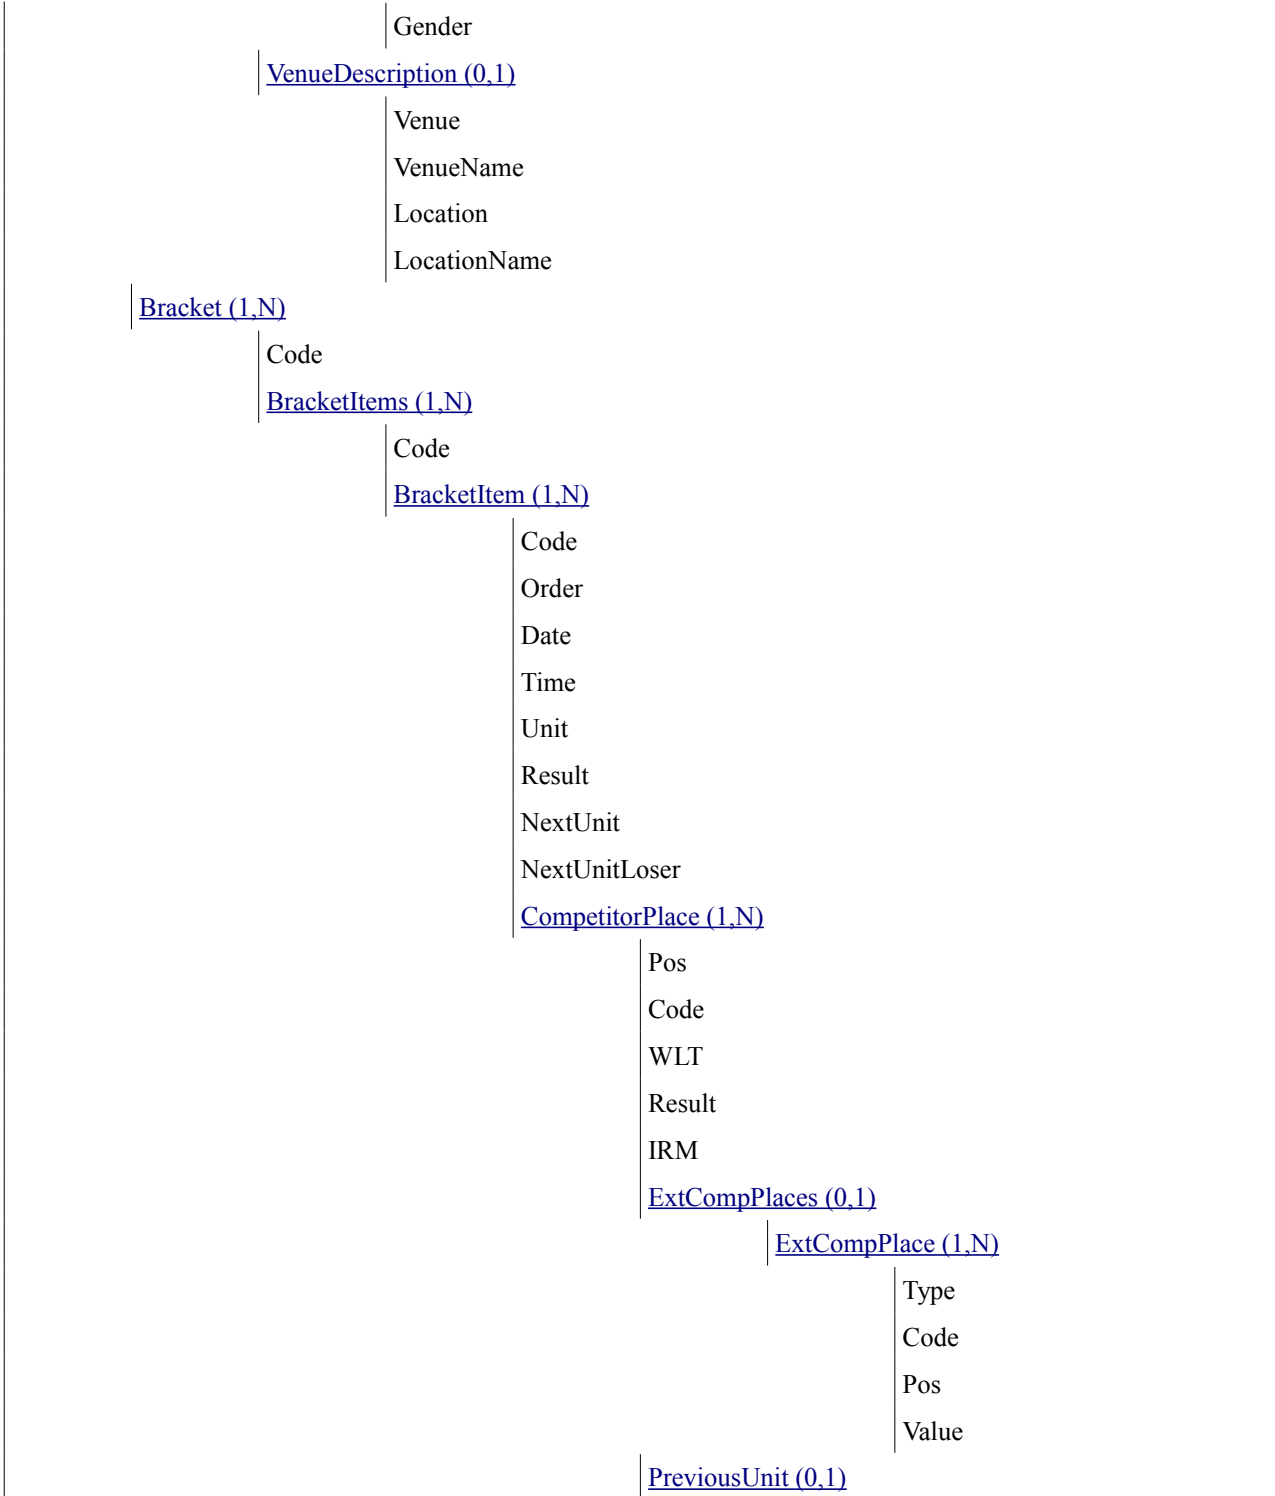 Gender
VenueDescription (0,1)
Venue
VenueName
Location
LocationName
Bracket (1,N)
Code
BracketItems (1,N)
Code
BracketItem (1,N)
Code
Order
Date
Time
Unit
Result
NextUnit
NextUnitLoser
CompetitorPlace (1,N)
Pos
Code
WLT
Result
IRM
ExtCompPlaces (0,1)
ExtCompPlace (1,N)
Type
Code
Pos
Value
PreviousUnit (0,1)